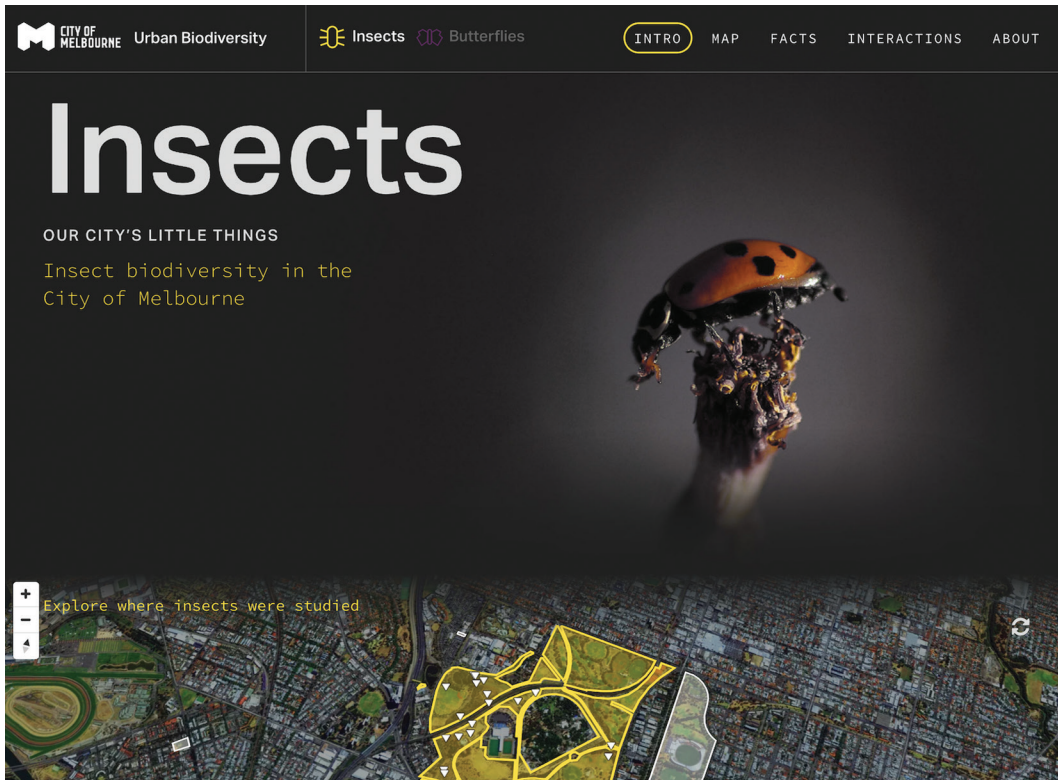 CITY OF
MELBOURNE
Urban Biodiversity
Insects
Butterflies
INTRO
MAP
FACTS
INTERACTIONS
ABOUT
Insects
OUR CITY'S LITTLE THINGS
Insect biodiversity in the
City of Melbourne
+
−
Explore where insects were studied